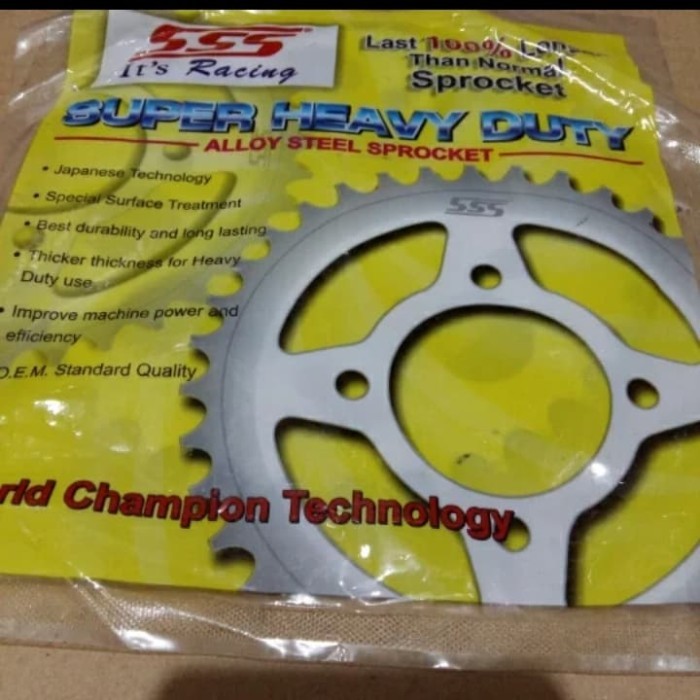 SSS
It's Racing
Last 100%
Than Normal
Sprocket
SUPER HEAVY DUTY
ALLOY STEEL SPROCKET
• Japanese Technology
• Special Surface Treatment
• Best durability and long lasting
• Thicker thickness for Heavy
Duty use
• Improve machine power and
efficiency
O.E.M. Standard Quality
SSS
rld Champion Technology